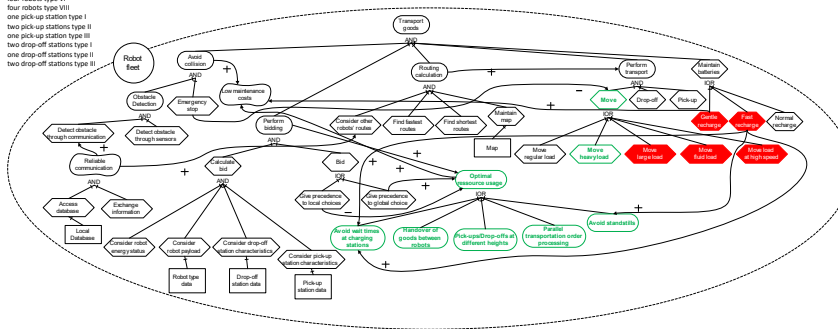 four robots type VIII
one pick-up station type I
two pick-up stations type II
one pick-up station type III
two drop-off stations type I
one drop-off stations type II
two drop-off stations type III
Transport
goods
AND
Robot
fleet
Avoid
collision
+
AND
Routing
calculation
+
Perform
transport
Maintain
batteries
AND
IOR
Obstacle
Detection
Emergency
stop
Low maintenance
costs
AND
−
Move
Drop-off
Pick-up
+
Gentle
recharge
Fast
recharge
Normal
recharge
AND
Detect obstacle
through communication
Detect obstacle
through sensors
Perform
bidding
Consider other
robots' routes
Find fastest
routes
Find shortest
routes
Maintain
map
IOR
+
Reliable
communication
AND
Map
Move
regular load
Move
heavy load
Move
large load
Move
fluid load
Move load
at high speed
Calculate
bid
Bid
+
+
+
AND
AND
IOR
+
Optimal
ressource usage
Access
database
Exchange
information
Give precedence
to local choices
Give precedence
to global choice
+
−
IOR
+
Local
Database
Avoid wait times
at charging
stations
Handover of
goods between
robots
Pick-ups/Drop-offs at
different heights
Parallel
transportation order
processing
Avoid standstills
Consider robot
energy status
Consider
robot payload
Consider drop-off
station characteristics
Consider pick-up
station characteristics
+
Robot type
data
Drop-off
station data
Pick-up
station data